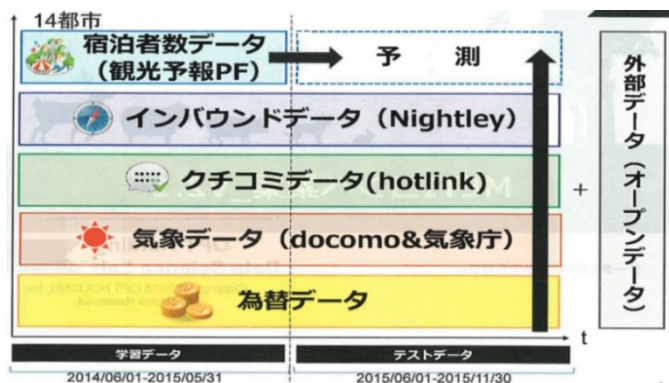 14都市
宿泊者数データ
(観光予報PF)
予 測
インバウンドデータ（Nightley）
クチコミデータ(hotlink)
気象データ（docomo&気象庁）
為替データ
+
外部データ（オープンデータ）
t
学習データ
テストデータ
2014/06/01-2015/05/31
2015/06/01-2015/11/30